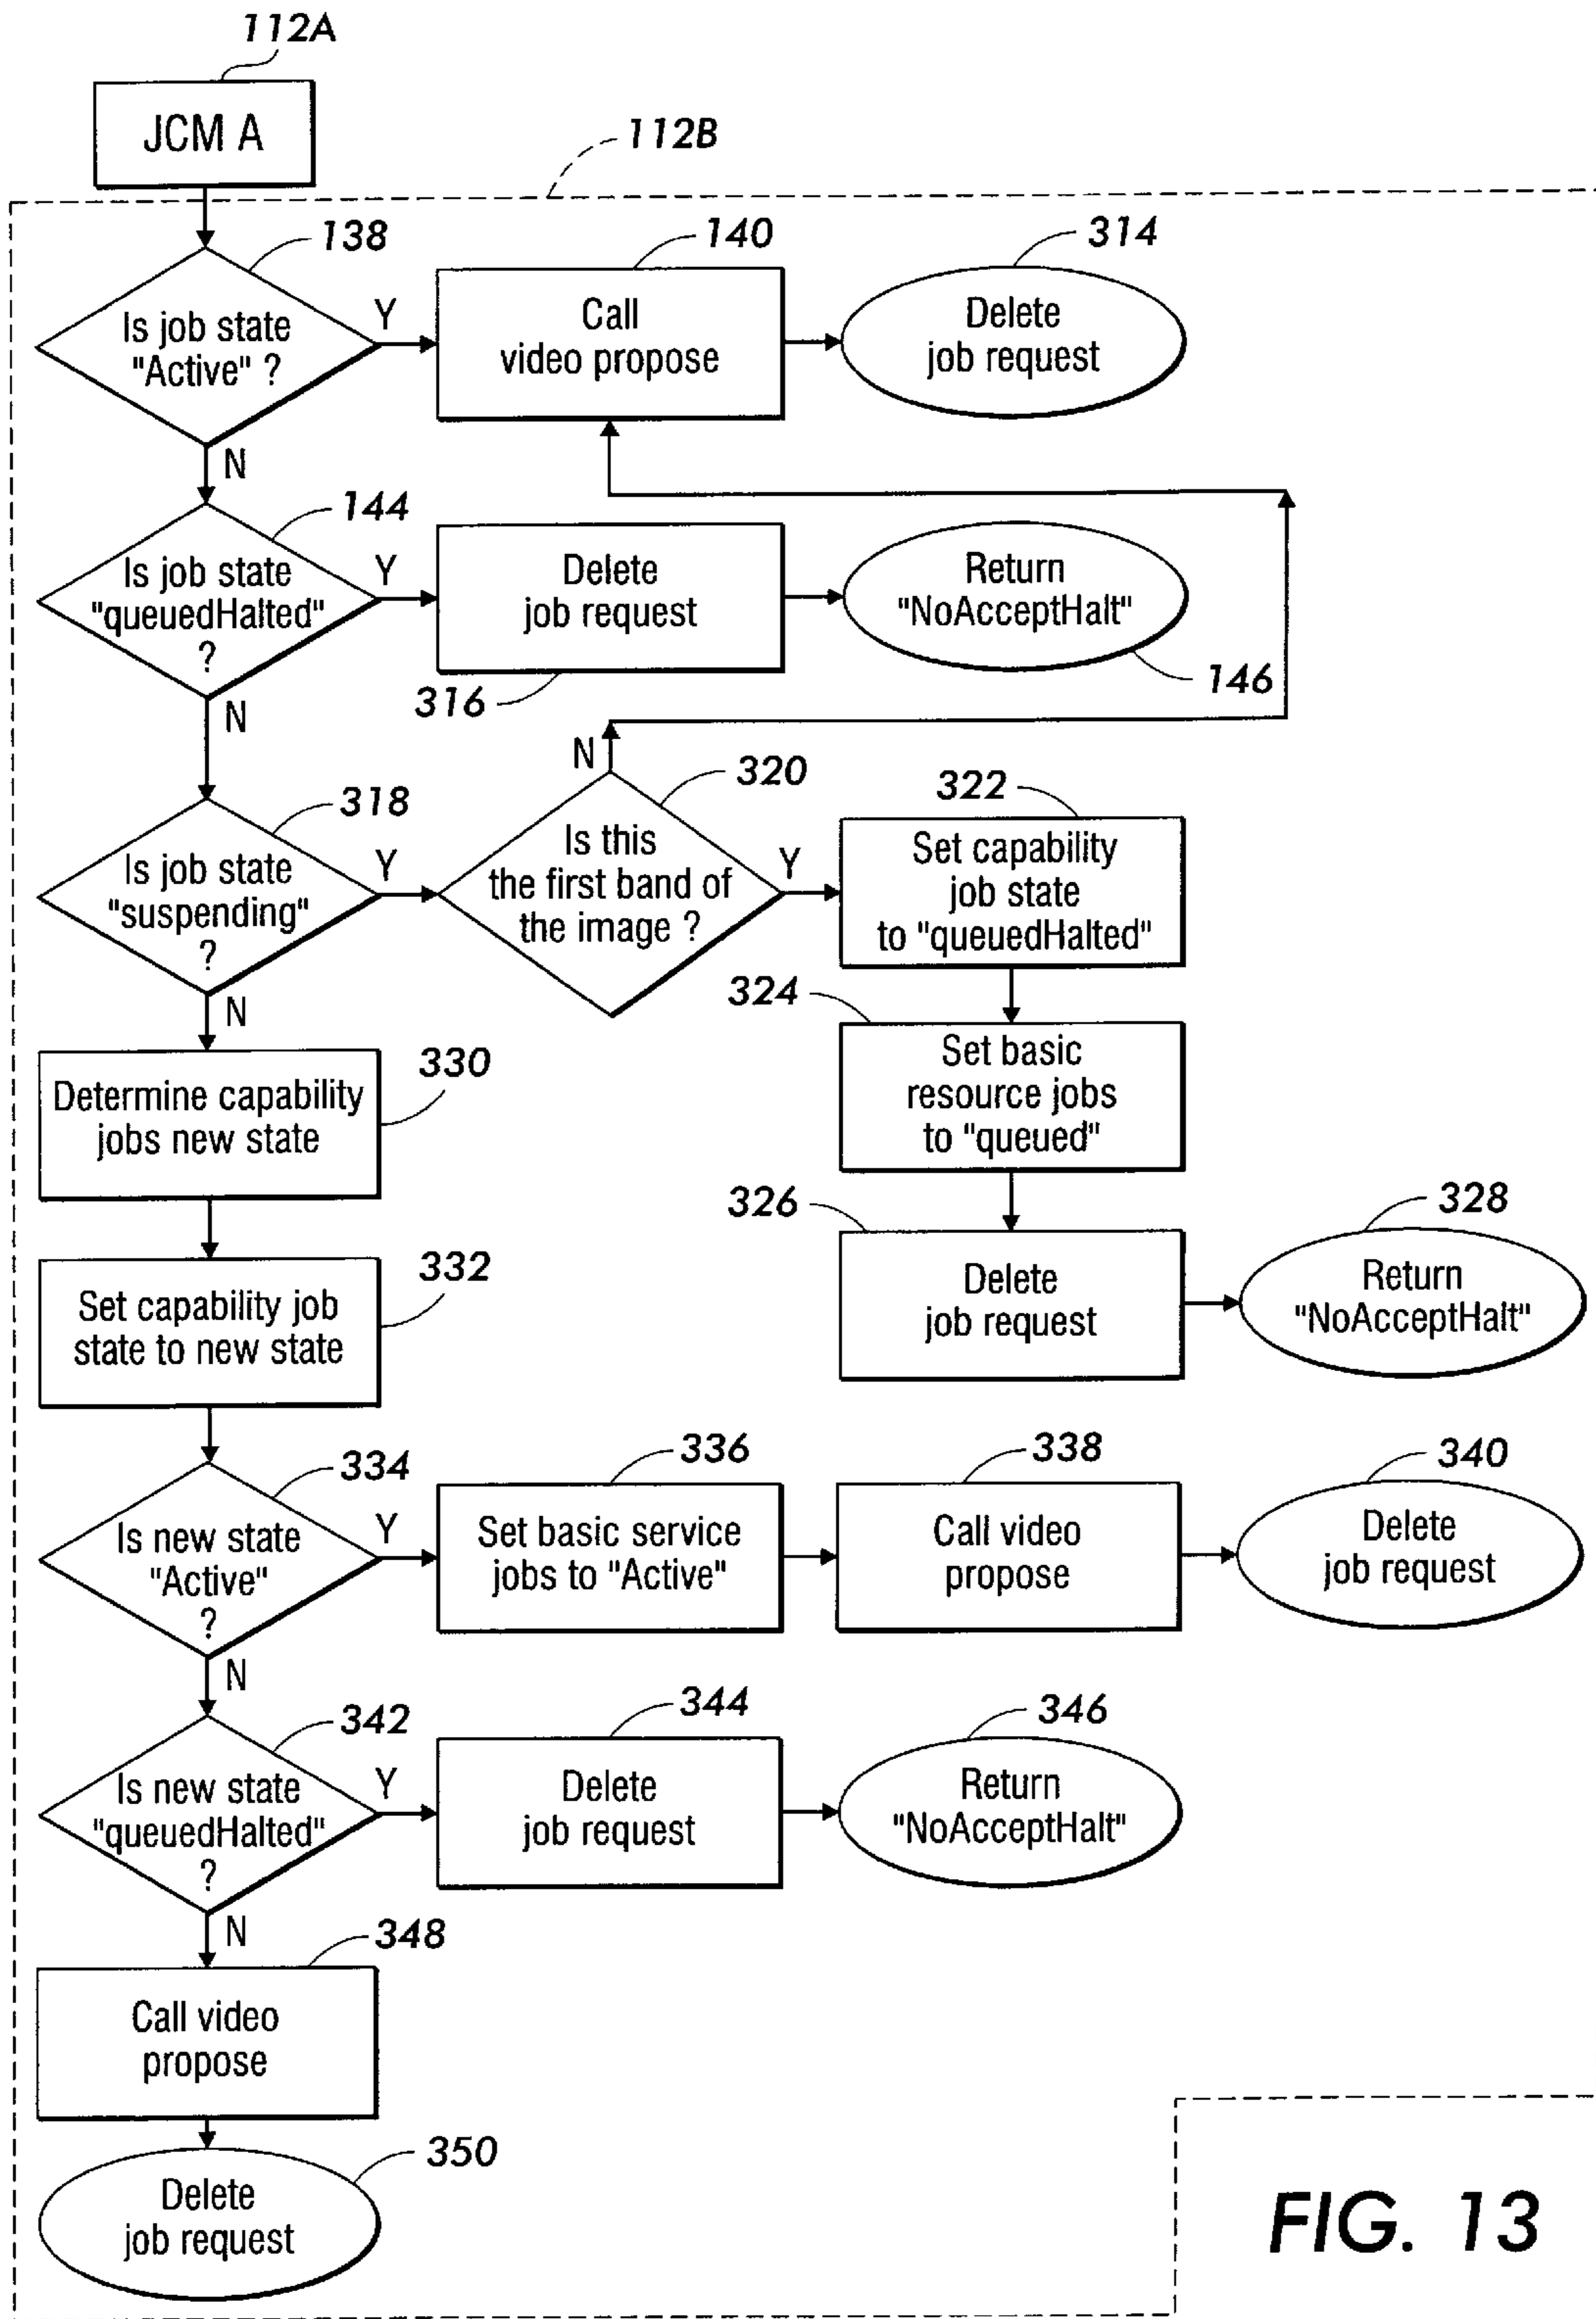 112A
JCM A
112B
138
140
314
Is job state
"Active" ?
Y
Call
video propose
Delete
job request
N
144
Is job state
"queuedHalted"
?
Y
Delete
job request
Return
"NoAcceptHalt"
316
146
N
N
318
320
322
Is job state
"suspending"
?
Y
Is this
the first band of
the image ?
Y
Set capability
job state
to "queuedHalted"
N
324
330
Determine capability
jobs new state
Set basic
resource jobs
to "queued"
326
328
332
Set capability job
state to new state
Delete
job request
Return
"NoAcceptHalt"
334
336
338
340
Is new state
"Active"
?
Y
Set basic service
jobs to "Active"
Call video
propose
Delete
job request
N
342
344
346
Is new state
"queuedHalted"
?
Y
Delete
job request
Return
"NoAcceptHalt"
N
348
Call video
propose
350
Delete
job request
FIG. 13